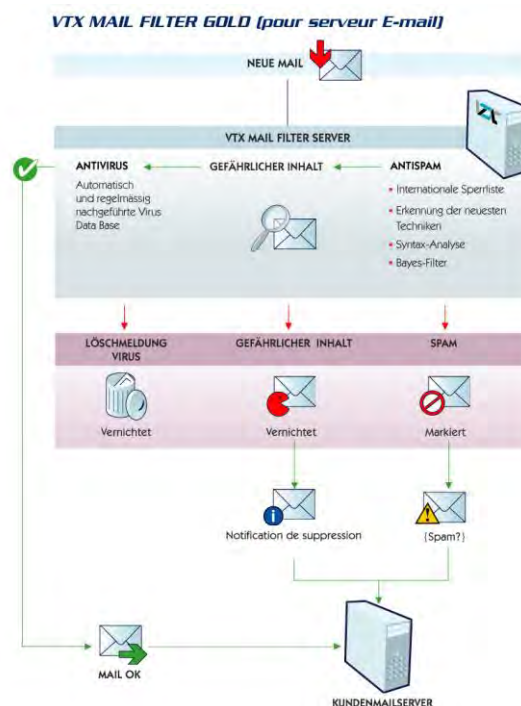 VTX MAIL FILTER GOLD (pour serveur E-mail)
NEUE MAIL
VTX MAIL FILTER SERVER
ANTIVIRUS
Automatisch
und regelmässig
nachgeführte Virus
Data Base
GEFÄHRLICHER INHALT
ANTISPAM
• Internationale Sperrliste
• Erkennung der neuesten
Techniken
• Syntax-Analyse
• Bayes-Filter
LÖSCHMELDUNG
VIRUS
GEFÄHRLICHER INHALT
SPAM
Vernichtet
Vernichtet
Markiert
Notification de suppression
{Spam?}
MAIL OK
KUNDENMAILSERVER